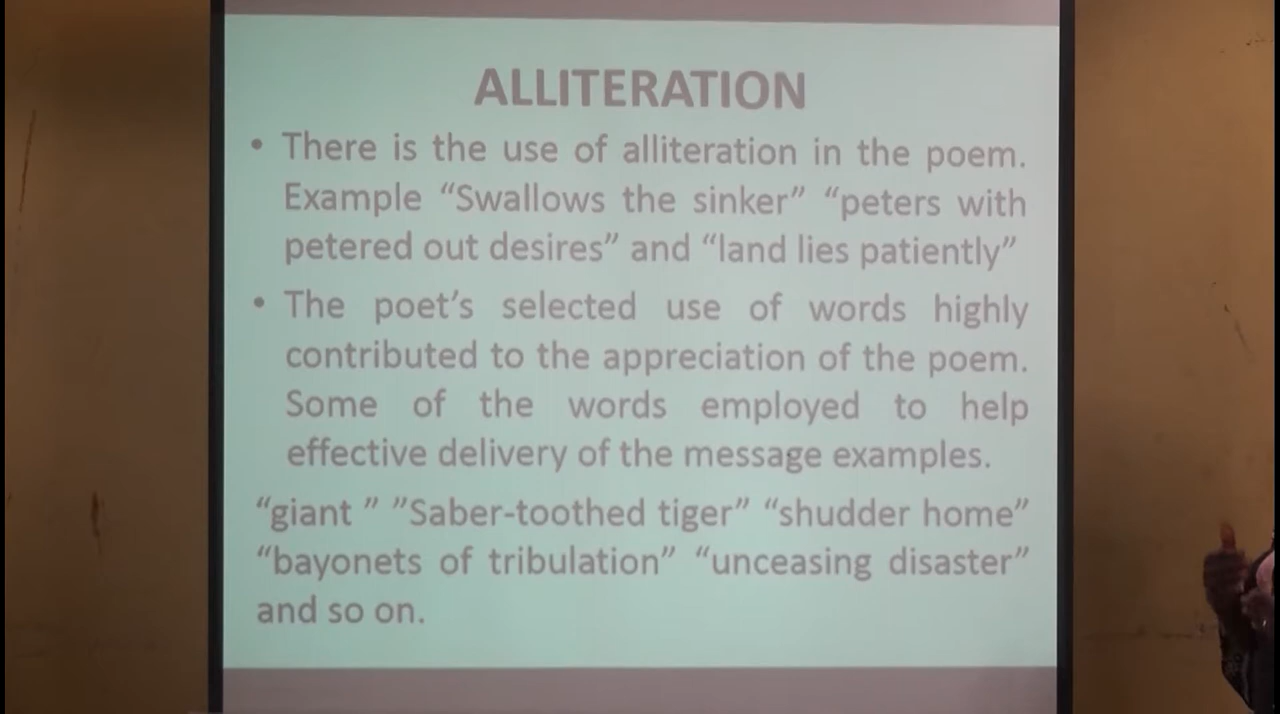 ALLITERATION
• There is the use of alliteration in the poem.
Example “Swallows the sinker” “peters with
petered out desires” and “land lies patiently”
• The poet’s selected use of words highly
contributed to the appreciation of the poem.
Some of the words employed to help
effective delivery of the message examples.
“giant ” ”Saber-toothed tiger” “shudder home”
“bayonets of tribulation” “unceasing disaster”
and so on.